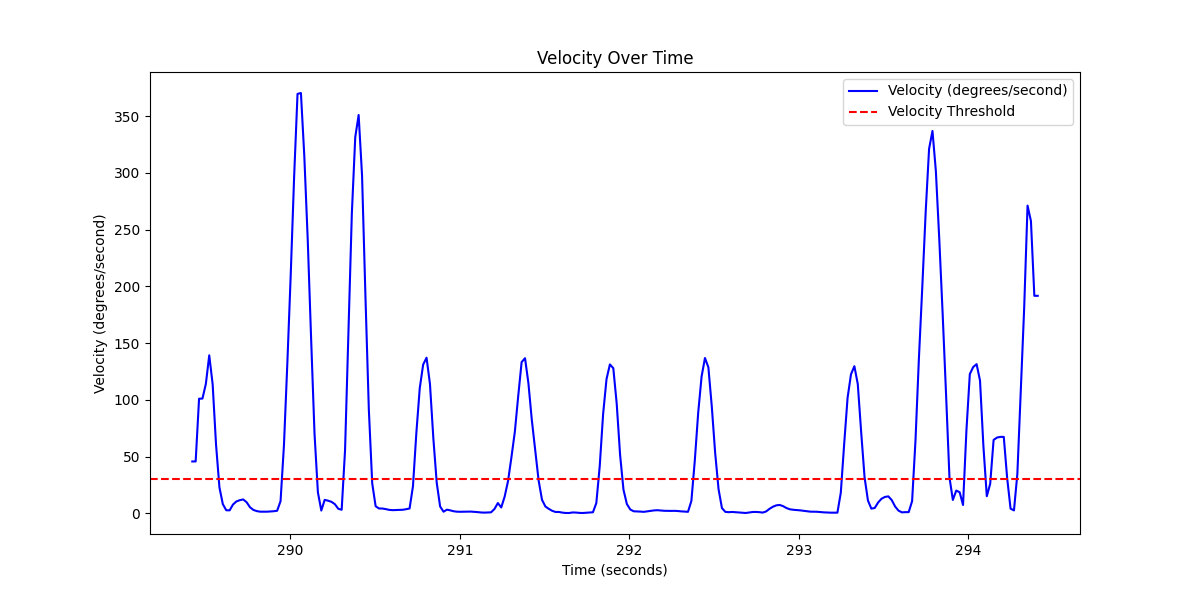 Velocity Over Time
Velocity (degrees/second)
Velocity Threshold
Velocity (degrees/second)
350
300
250
200
150
100
50
0
290 291 292 293 294
Time (seconds)